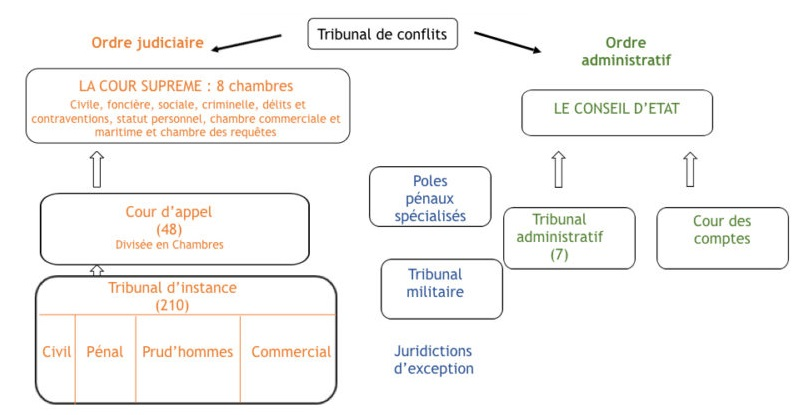 Tribunal de conflits
Ordre judiciaire
Ordre
administratif
LA COUR SUPREME : 8 chambres
Civile, foncière, sociale, criminelle, délits et
contraventions, statut personnel, chambre commerciale et
maritime et chambre des requêtes
LE CONSEIL D'ETAT
Cour d'appel
(48)
Divisée en Chambres
Poles
pénaux
spécialisés
Tribunal
administratif
(7)
Cour des
comptes
Tribunal d'instance
(210)
Civil
Pénal
Prud'hommes
Commercial
Tribunal
militaire
Juridictions
d'exception